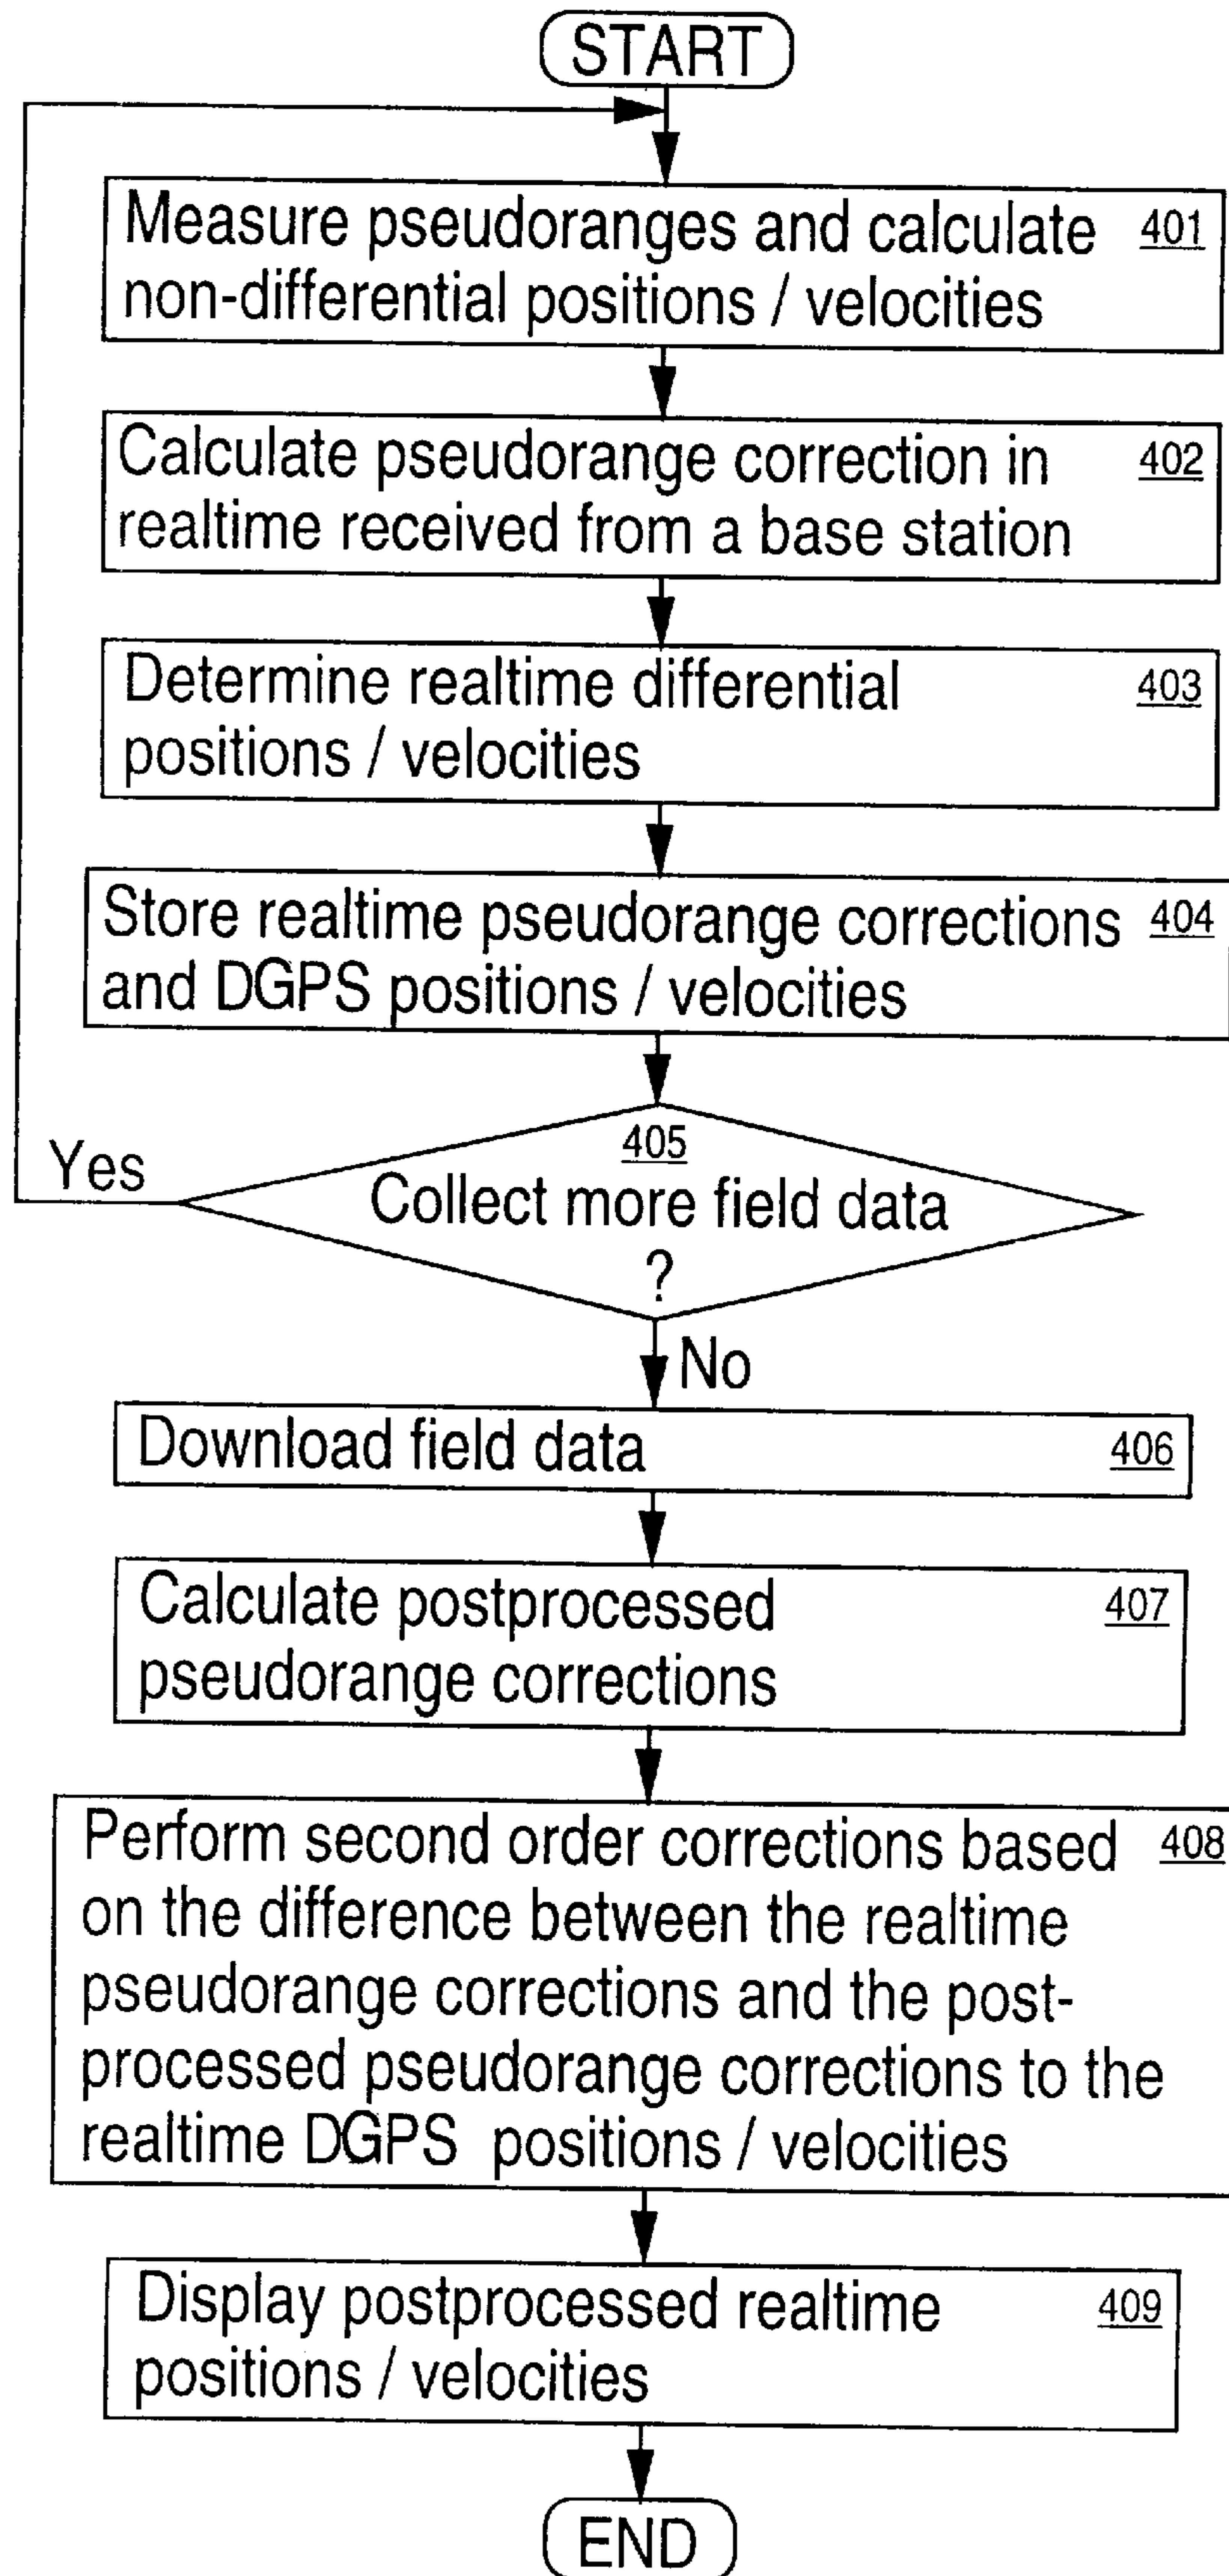 START
Measure pseudoranges and calculate 401
non-differential positions / velocities
Calculate pseudorange correction in 402
realtime received from a base station
Determine realtime differential 403
positions / velocities
Store realtime pseudorange corrections 404
and DGPS positions / velocities
405
Yes
Collect more field data
?
No
Download field data 406
Calculate postprocessed 407
pseudorange corrections
Perform second order corrections based 408
on the difference between the realtime
pseudorange corrections and the post-
processed pseudorange corrections to the
realtime DGPS positions / velocities
Display postprocessed realtime 409
positions / velocities
END